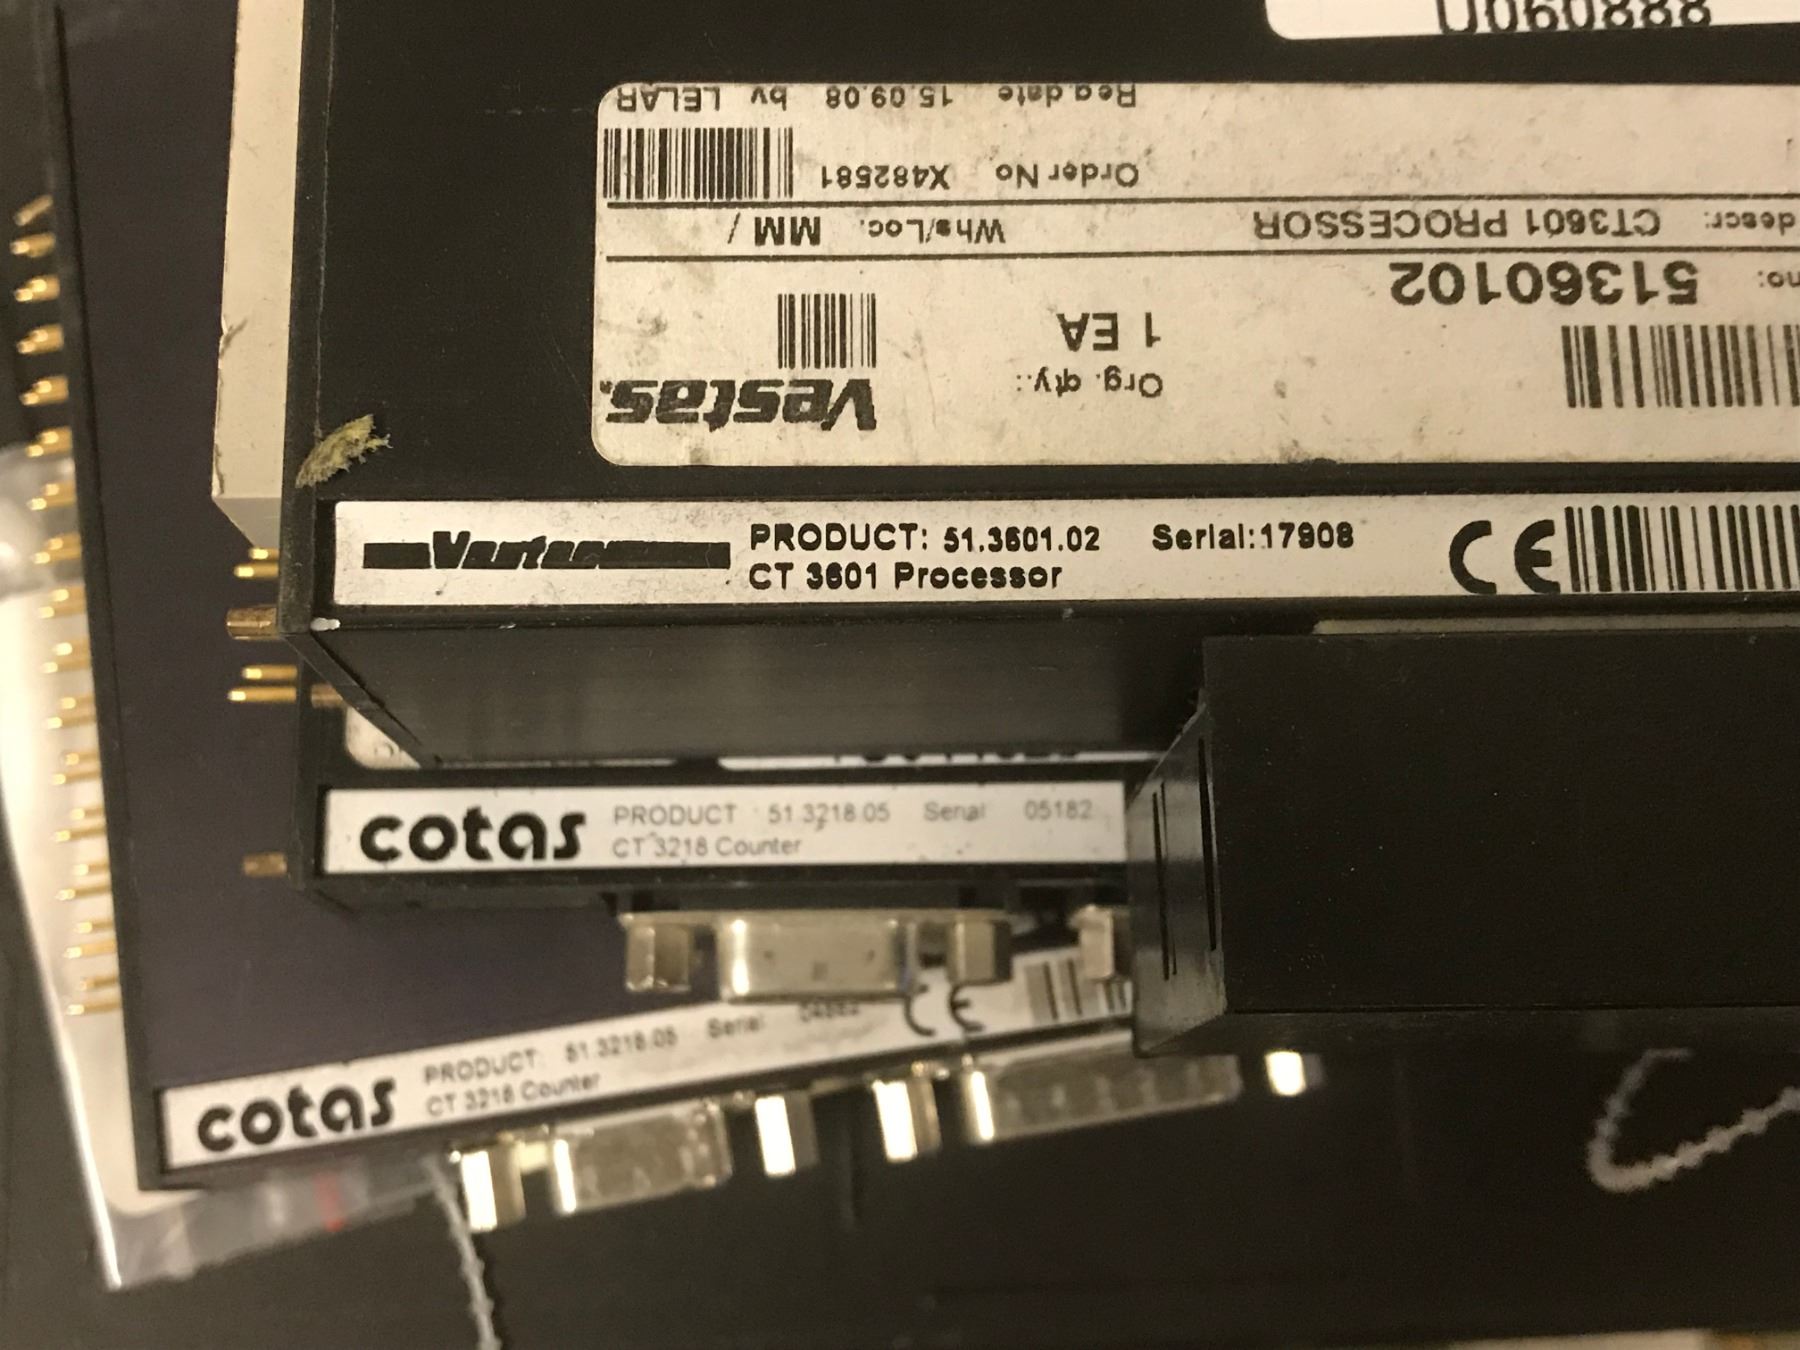 Reg.date 15.09.08 by LELAR
Order No X482581
descr.: CT3601 PROCESSOR Whs/Loc. MM /
no: 51360102
1 EA
Org. qty.:
Vestas
PRODUCT: 51.3601.02 Serial:17908
CT 3601 Processor
CE
cotas
PRODUCT : 51.3218.05 Serial 05182
CT 3218 Counter
cotas
PRODUCT: 51.3218.05 Serial
CT 3218 Counter
CE